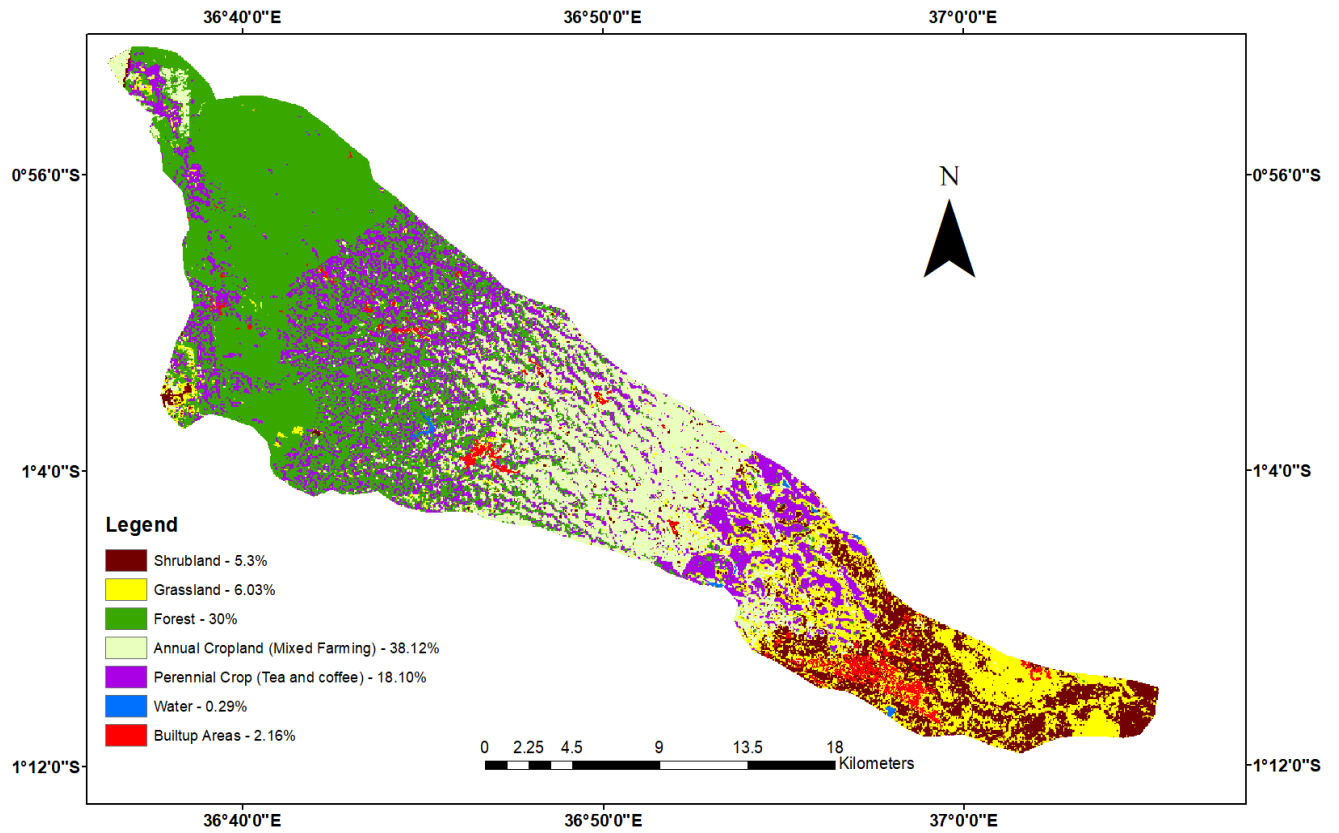 36°40'0"E 36°50'0"E 37°0'0"E
0°56'0"S 0°56'0"S
N
1°4'0"S 1°4'0"S
Legend
Shrubland - 5.3%
Grassland - 6.03%
Forest - 30%
Annual Cropland (Mixed Farming) - 38.12%
Perennial Crop (Tea and coffee) - 18.10%
Water - 0.29%
Builtup Areas - 2.16%
0 2.25 4.5 9 13.5 18
Kilometers
1°12'0"S 1°12'0"S
36°40'0"E 36°50'0"E 37°0'0"E